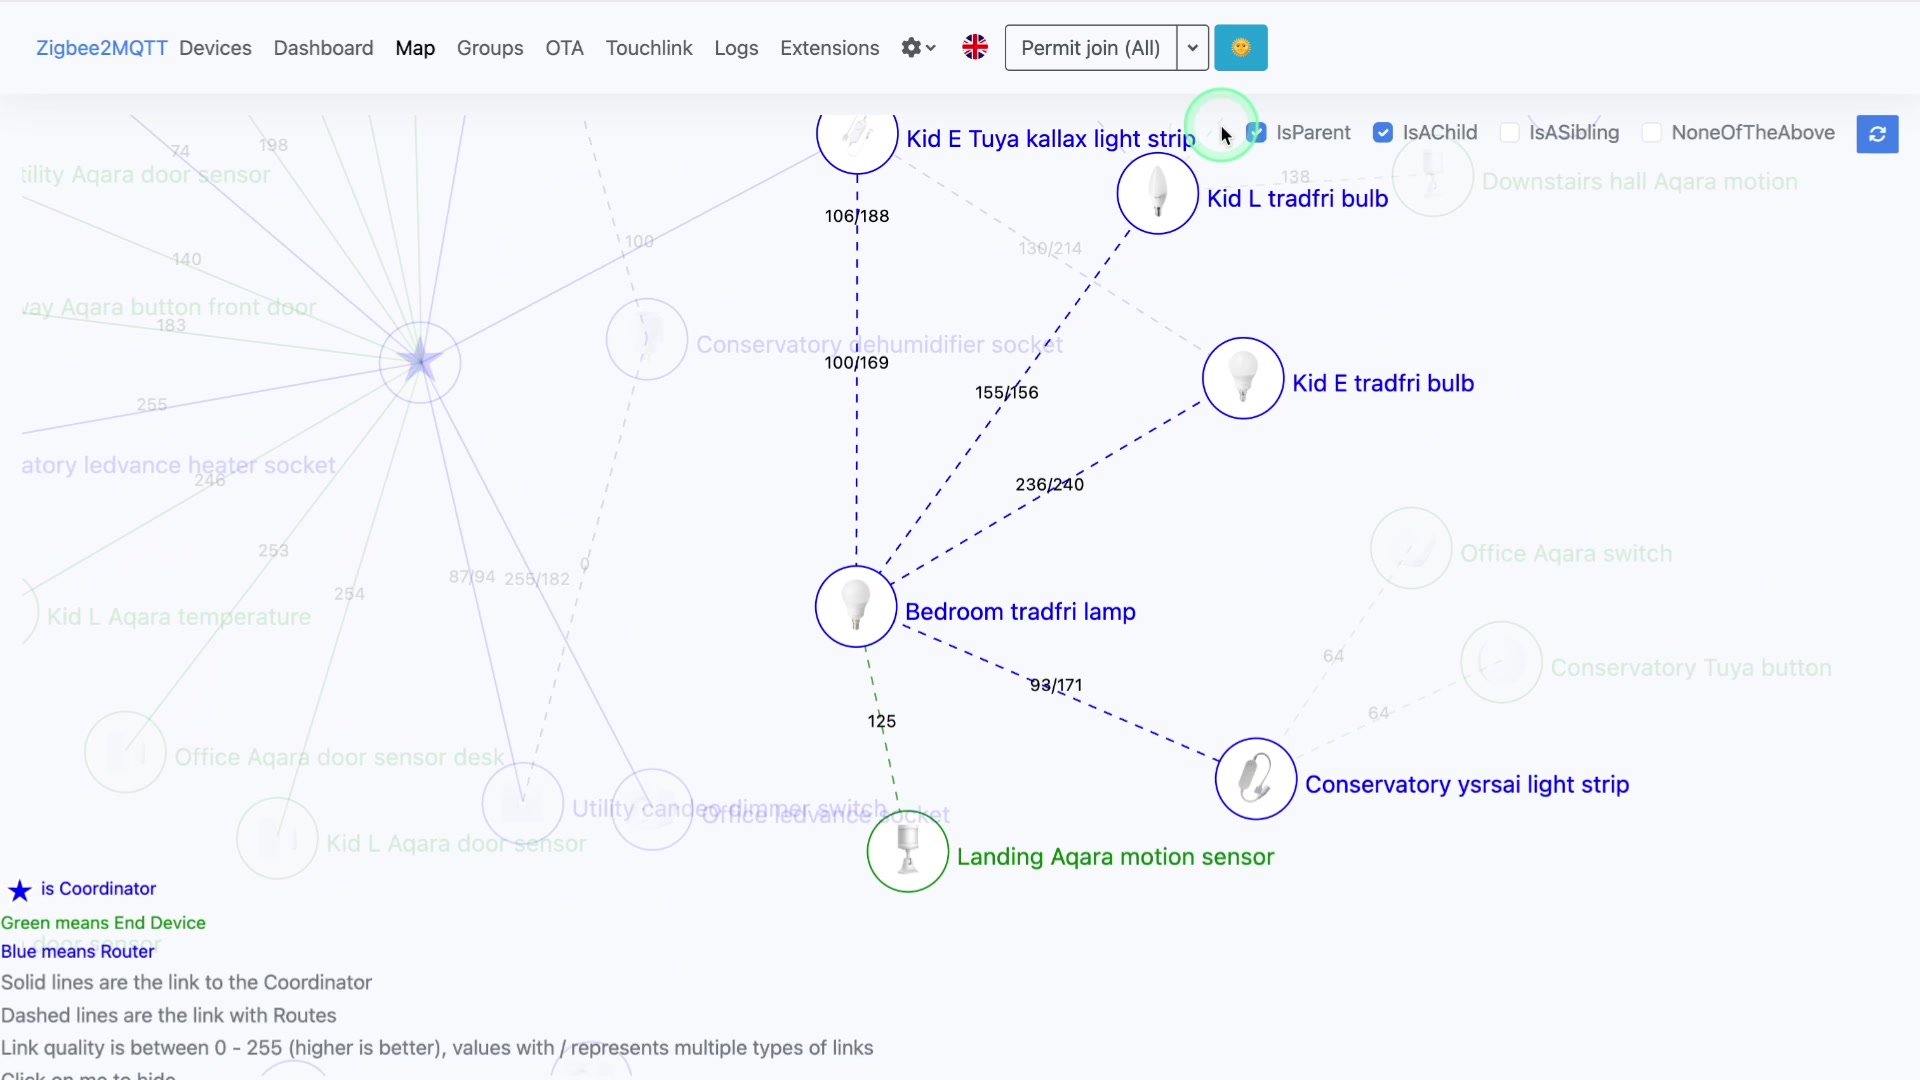 Zigbee2MQTT Devices Dashboard Map Groups OTA Touchlink Logs Extensions Permit join (All)
IsParent IsAChild IsASibling NoneOfTheAbove
Kid E Tuya kallax light strip
74
198
tility Aqara door sensor
138
Downstairs hall Aqara motion
Kid L tradfri bulb
106/188
100
130/214
140
way Aqara button front door
183
Conservatory dehumidifier socket
100/169
155/156
Kid E tradfri bulb
255
atory ledvance heater socket
246
236/240
253
Office Aqara switch
0
87/94
255/182
254
Kid L Aqara temperature
Bedroom tradfri lamp
64
Conservatory Tuya button
93/171
64
125
Office Aqara door sensor desk
Conservatory ysrsai light strip
Utility candeo dimmer switch
Office ledvance socket
Kid L Aqara door sensor
Landing Aqara motion sensor
is Coordinator
Green means End Device
door sensor
Blue means Router
Solid lines are the link to the Coordinator
Dashed lines are the link with Routes
Link quality is between 0 - 255 (higher is better), values with / represents multiple types of links
Click on me to hide